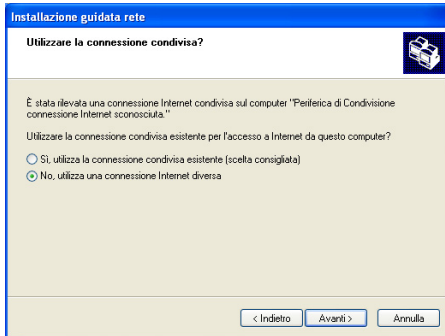 Installazione guidata rete
Utilizzare la connessione condivisa?
È stata rilevata una connessione Internet condivisa sul computer "Periferica di Condivisione
connessione Internet sconosciuta."
Utilizzare la connessione condivisa esistente per l'accesso a Internet da questo computer?
Sì, utilizza la connessione condivisa esistente (scelta consigliata)
No, utilizza una connessione Internet diversa
< Indietro Avanti > Annulla